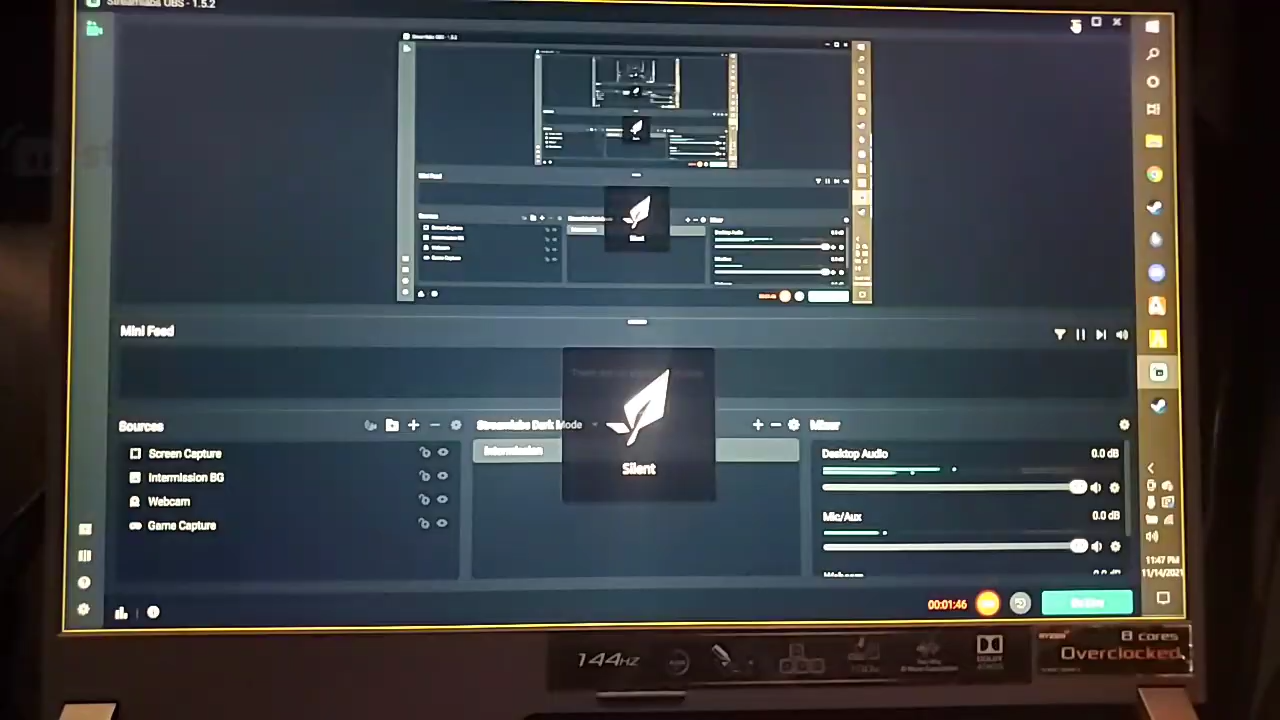 Streamlabs OBS - 1.5.2
Mini Feed
Sources
Screen Capture
Intermission BG
Webcam
Game Capture
Streamlabs Dark Mode
Intermission
Silent
Mixer
Desktop Audio
0.0 dB
Mic/Aux
0.0 dB
00:01:46
11:47 PM
11/14/2021
144Hz
DOLBY
8 cores
Overclocked